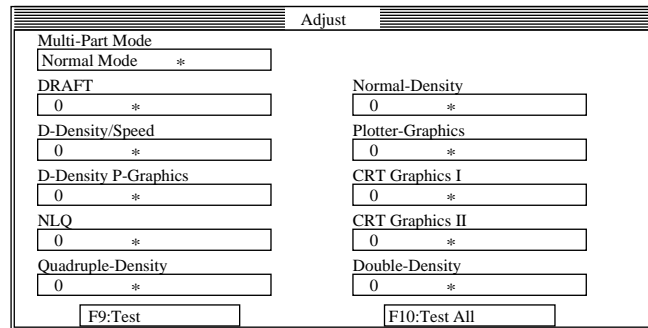 Adjust
Multi-Part Mode
Normal Mode *
DRAFT
0 *
Normal-Density
0 *
D-Density/Speed
0 *
Plotter-Graphics
0 *
D-Density P-Graphics
0 *
CRT Graphics I
0 *
NLQ
0 *
CRT Graphics II
0 *
Quadruple-Density
0 *
Double-Density
0 *
F9:Test
F10:Test All